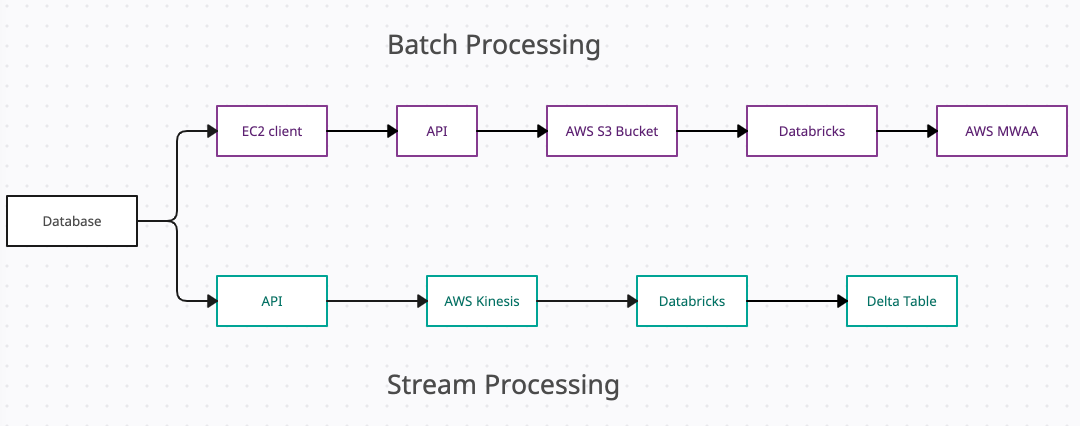 Batch Processing
EC2 client
API
AWS S3 Bucket
Databricks
AWS MWAA
Database
API
AWS Kinesis
Databricks
Delta Table
Stream Processing